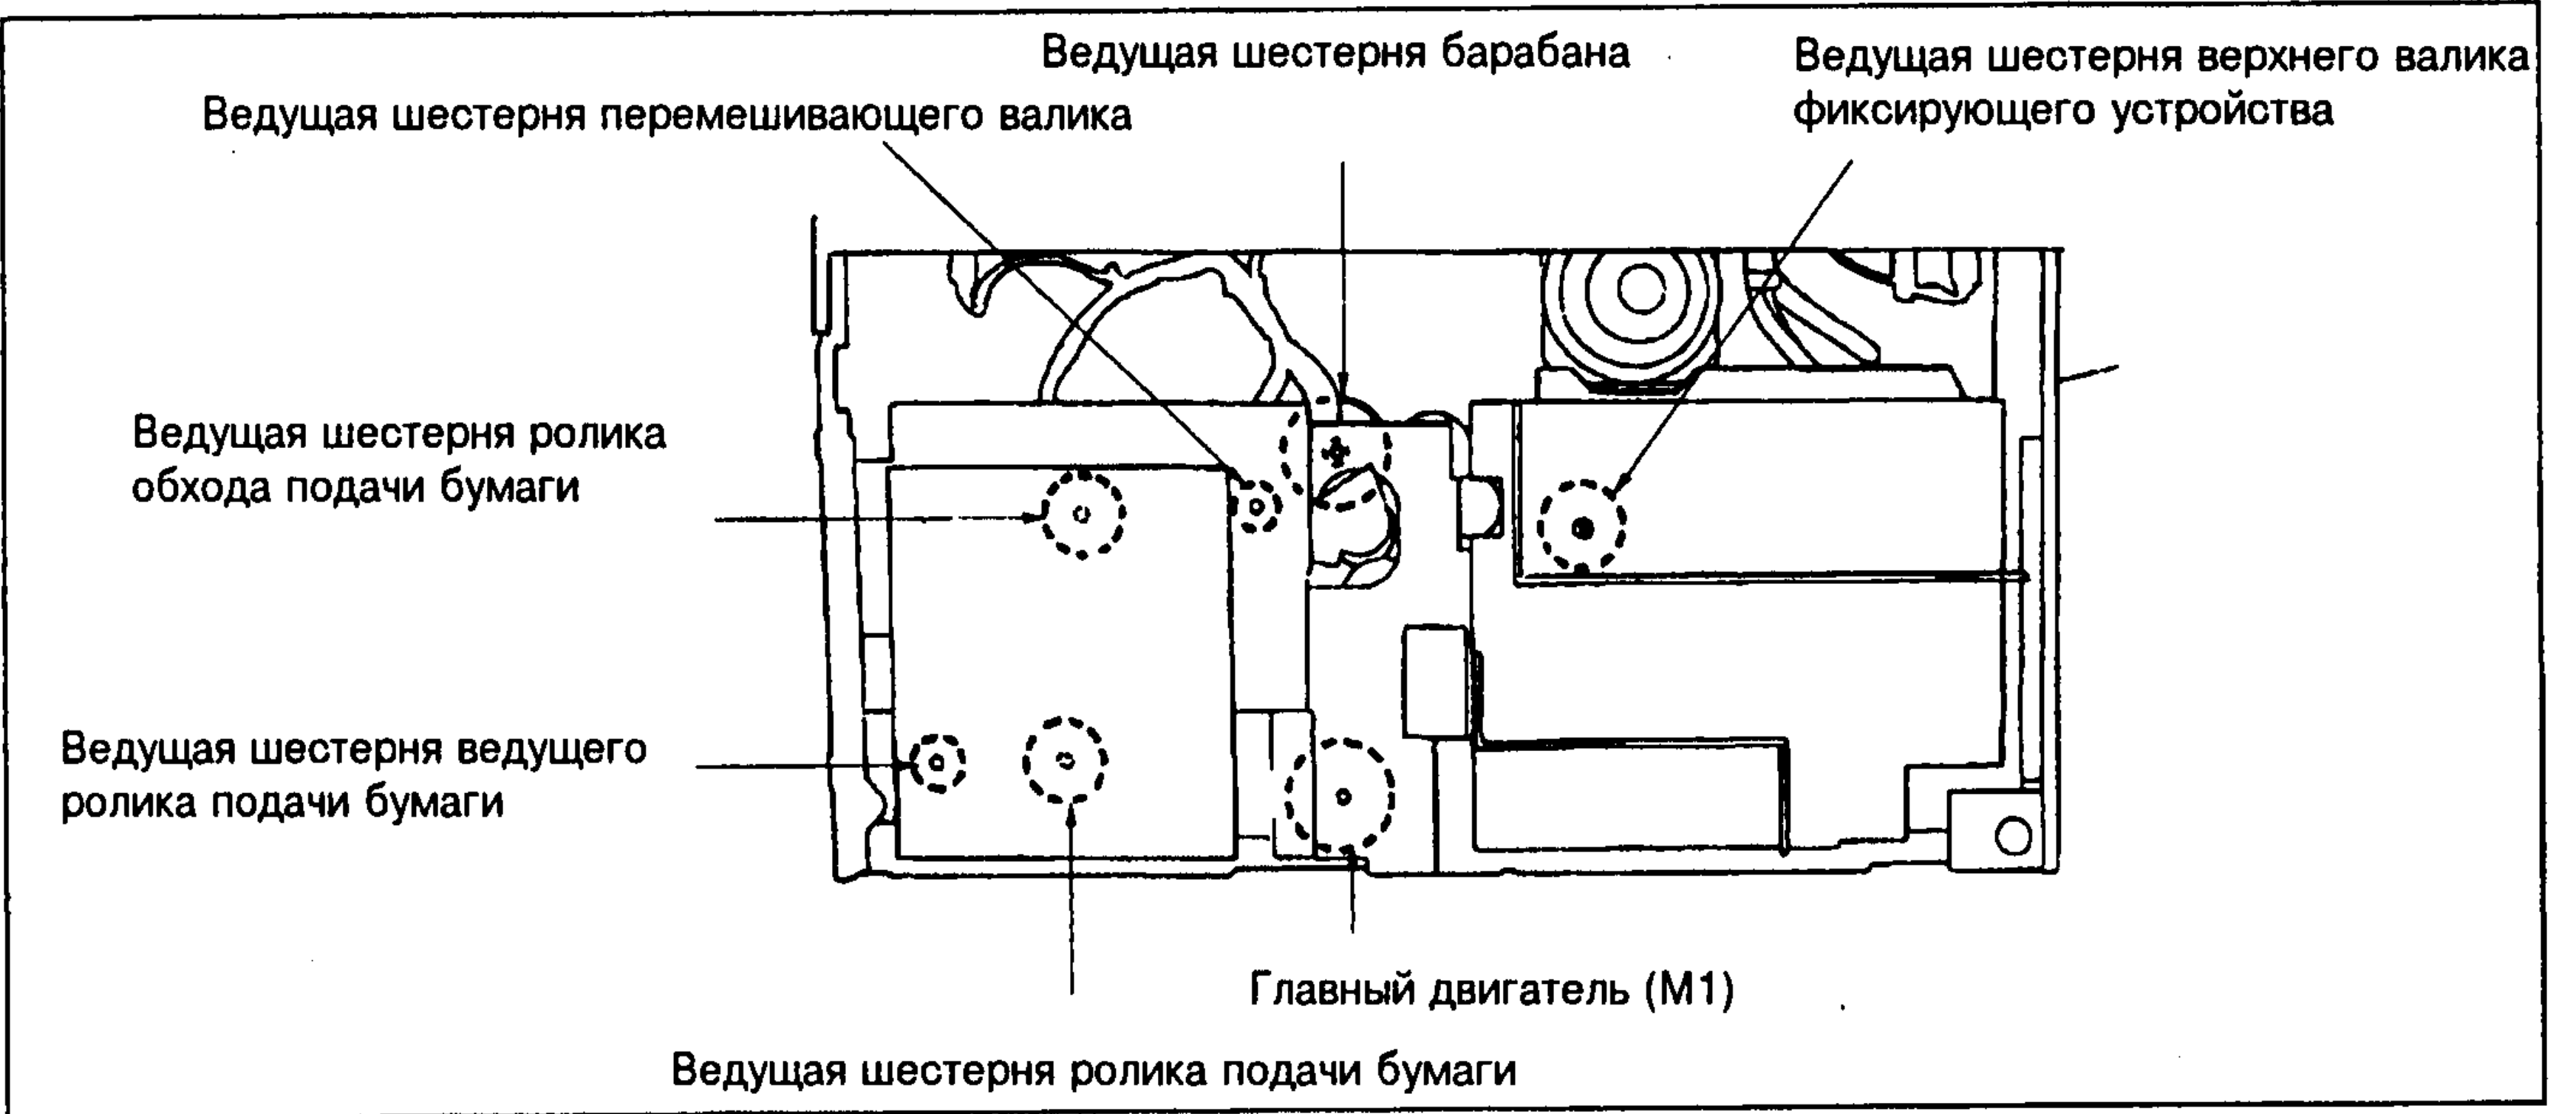 Ведущая шестерня барабана
Ведущая шестерня верхнего валика
фиксирующего устройства
Ведущая шестерня перемешивающего валика
Ведущая шестерня ролика
обхода подачи бумаги
Ведущая шестерня ведущего
ролика подачи бумаги
Главный двигатель (М1)
Ведущая шестерня ролика подачи бумаги